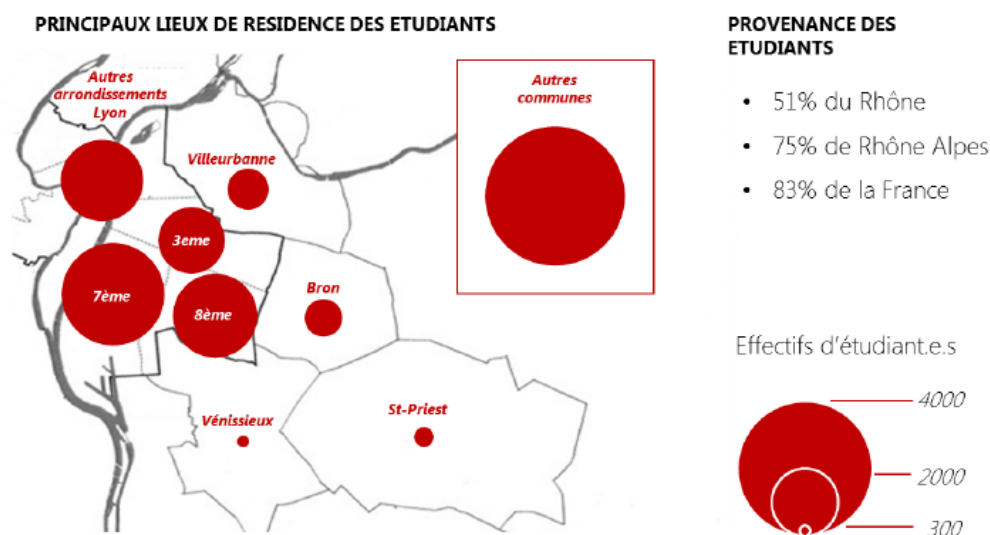 PRINCIPAUX LIEUX DE RESIDENCE DES ETUDIANTS
Autres
arrondissements
Lyon
Villeurbanne
3eme
7ème
8ème
Bron
Vénissieux
St-Priest
Autres
communes
PROVENANCE DES
ETUDIANTS
• 51% du Rhône
• 75% de Rhône Alpes
• 83% de la France
Effectifs d'étudiant.e.s
4000
2000
300